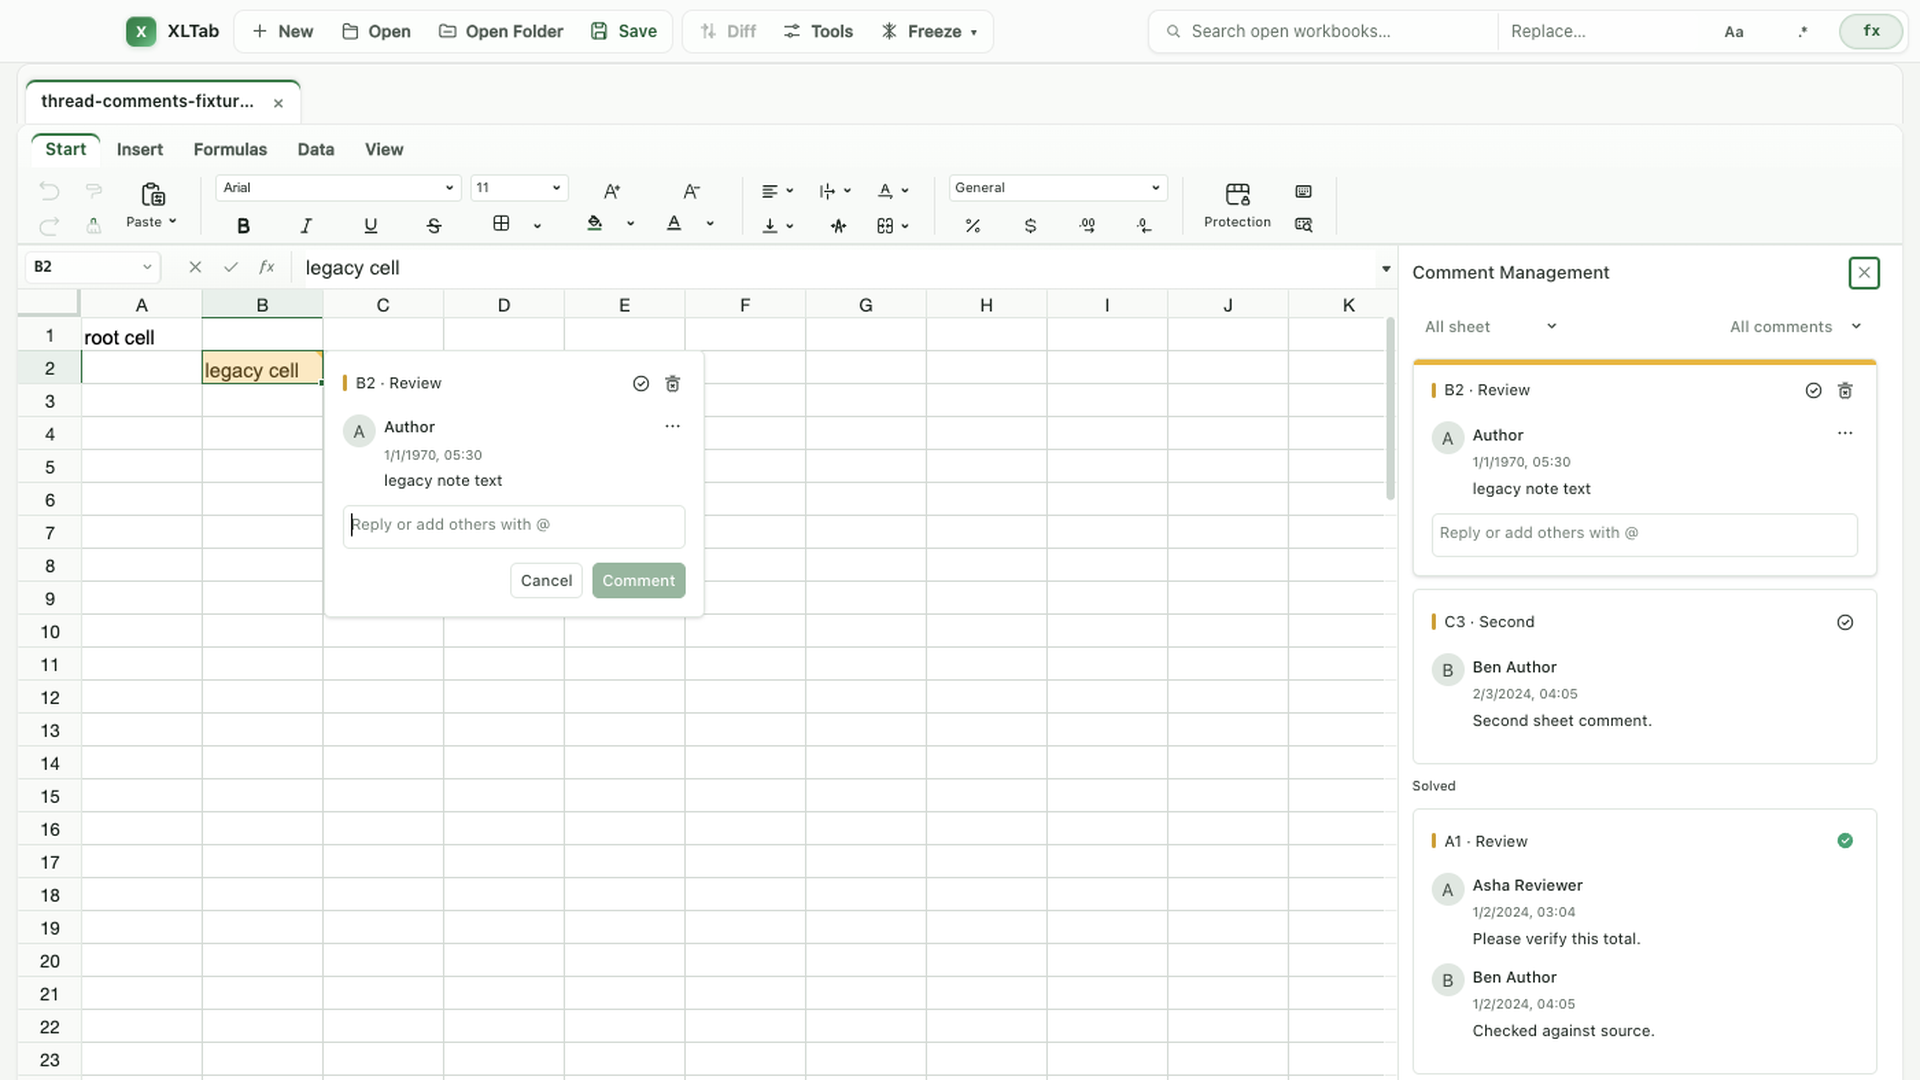 X XLTab
New
Open
Open Folder
Save
Diff
Tools
Freeze
Search open workbooks...
Replace...
Aa
.*
fx
thread-comments-fixtur...
Start
Insert
Formulas
Data
View
Paste
Arial
11
General
Protection
B2
fx
legacy cell
A B C D E F G H I J K
1 root cell
2 legacy cell
3
4
5
6
7
8
9
10
11
12
13
14
15
16
17
18
19
20
21
22
23
B2 · Review
A Author
1/1/1970, 05:30
legacy note text
Reply or add others with @
Cancel
Comment
Comment Management
All sheet
All comments
B2 · Review
A Author
1/1/1970, 05:30
legacy note text
Reply or add others with @
C3 · Second
B Ben Author
2/3/2024, 04:05
Second sheet comment.
Solved
A1 · Review
A Asha Reviewer
1/2/2024, 03:04
Please verify this total.
B Ben Author
1/2/2024, 04:05
Checked against source.